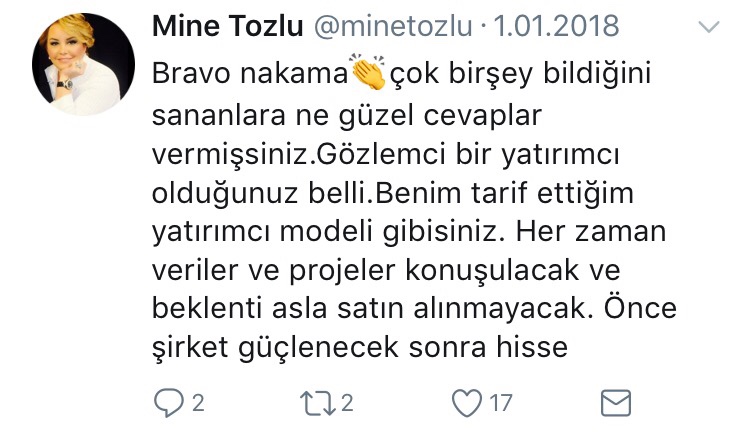 Mine Tozlu @minetozlu · 1.01.2018
Bravo nakama👏çok birşey bildiğini
sananlara ne güzel cevaplar
vermişsiniz.Gözlemci bir yatırımcı
olduğunuz belli.Benim tarif ettiğim
yatırımcı modeli gibisiniz. Her zaman
veriler ve projeler konuşulacak ve
beklenti asla satın alınmayacak. Önce
şirket güçlenecek sonra hisse
2 2 17